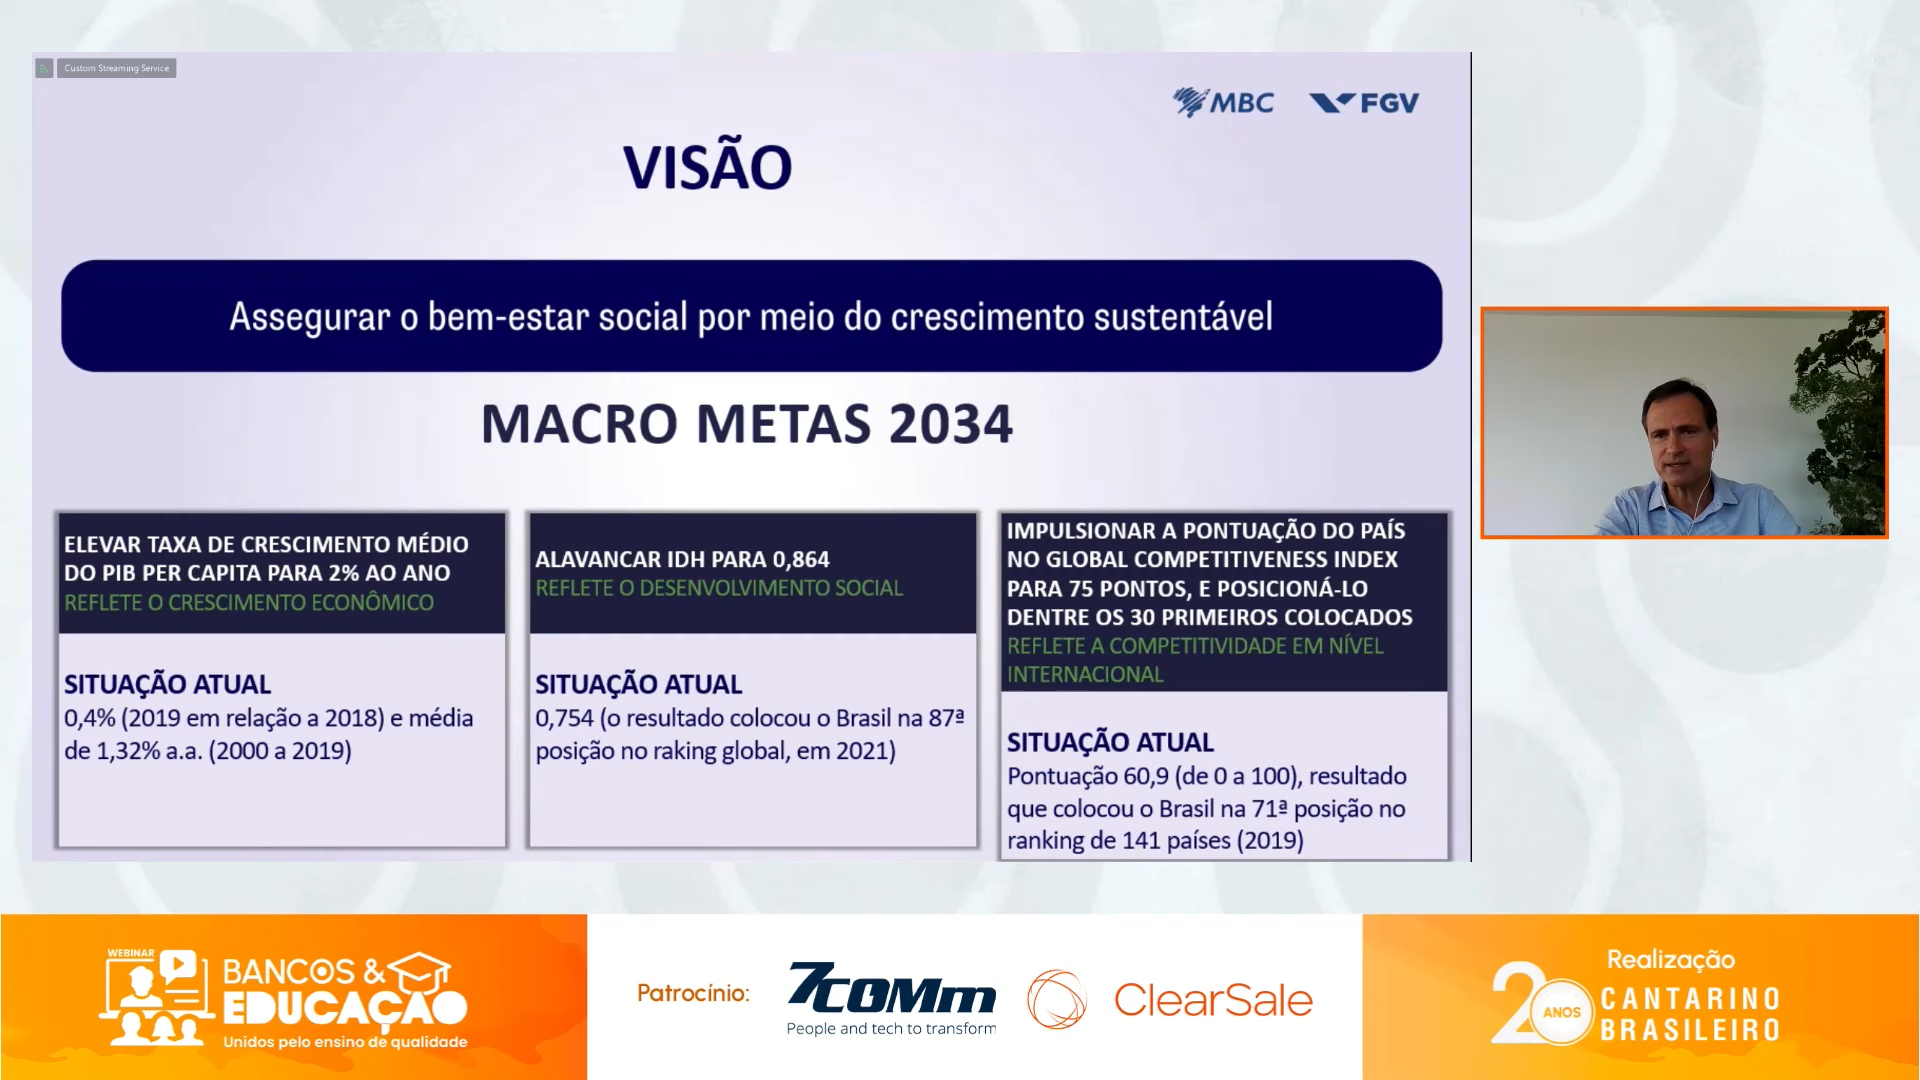 Custom Streaming Service
MBC
FGV
VISÃO
Assegurar o bem-estar social por meio do crescimento sustentável
MACRO METAS 2034
ELEVAR TAXA DE CRESCIMENTO MÉDIO
DO PIB PER CAPITA PARA 2% AO ANO
REFLETE O CRESCIMENTO ECONÔMICO
SITUAÇÃO ATUAL
0,4% (2019 em relação a 2018) e média
de 1,32% a.a. (2000 a 2019)
ALAVANCAR IDH PARA 0,864
REFLETE O DESENVOLVIMENTO SOCIAL
SITUAÇÃO ATUAL
0,754 (o resultado colocou o Brasil na 87ª
posição no raking global, em 2021)
IMPULSIONAR A PONTUAÇÃO DO PAÍS
NO GLOBAL COMPETITIVENESS INDEX
PARA 75 PONTOS, E POSICIONÁ-LO
DENTRE OS 30 PRIMEIROS COLOCADOS
REFLETE A COMPETITIVIDADE EM NÍVEL
INTERNACIONAL
SITUAÇÃO ATUAL
Pontuação 60,9 (de 0 a 100), resultado
que colocou o Brasil na 71ª posição no
ranking de 141 países (2019)
WEBINAR
BANCOS &
EDUCAÇÃO
Unidos pelo ensino de qualidade
Patrocínio:
7COMm
People and tech to transform
ClearSale
Realização
20 ANOS
CANTARINO
BRASILEIRO